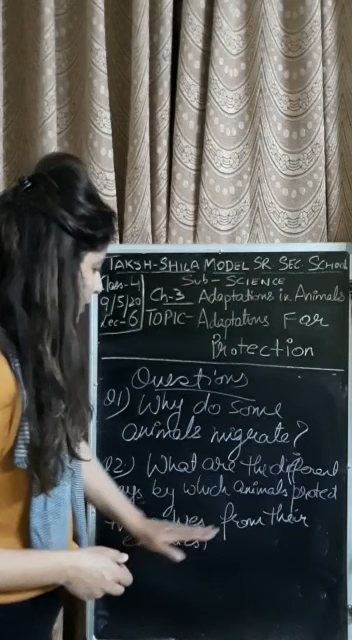 TAKSH-SHILA MODEL SR SEC SCHOOL
Class-4 Sub-SCIENCE
9/5/20 Ch-3 Adaptations in Animals
Lec-6 TOPIC- Adaptations For
Protection
Questions
Q1) Why do some
animals migrate?
Q2) What are the different
by which animals protect
from their